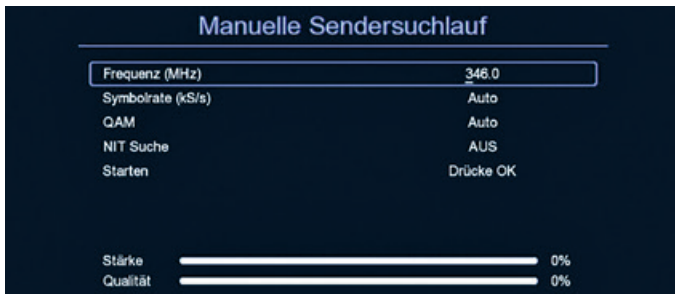 Manuelle Sendersuchlauf
Frequenz (MHz) 346.0
Symbolrate (kS/s) Auto
QAM Auto
NIT Suche AUS
Starten Drücke OK
Stärke 0%
Qualität 0%